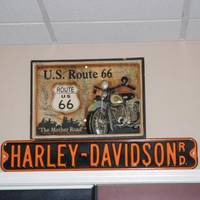 U.S. Route 66
ROUTE
US
66
"The Mother Road"
HARLEY-DAVIDSON RD.